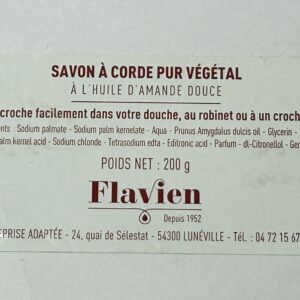 SAVON À CORDE PUR VÉGÉTAL
À L'HUILE D'AMANDE DOUCE
croche facilement dans votre douche, au robinet ou à un croch
ents : Sodium palmate - Sodium palm kernelate - Aqua - Prunus Amygdalus dulcis oil - Glycerin -
alm kernel acid - Sodium chloride - Tetrasodium edta - Editronic acid - Parfum - dl-Citronellol - Ger
POIDS NET : 200 g
Flavien
Depuis 1952
EPRISE ADAPTÉE - 24, quai de Sélestat - 54300 LUNÉVILLE - Tél. : 04 72 15 67